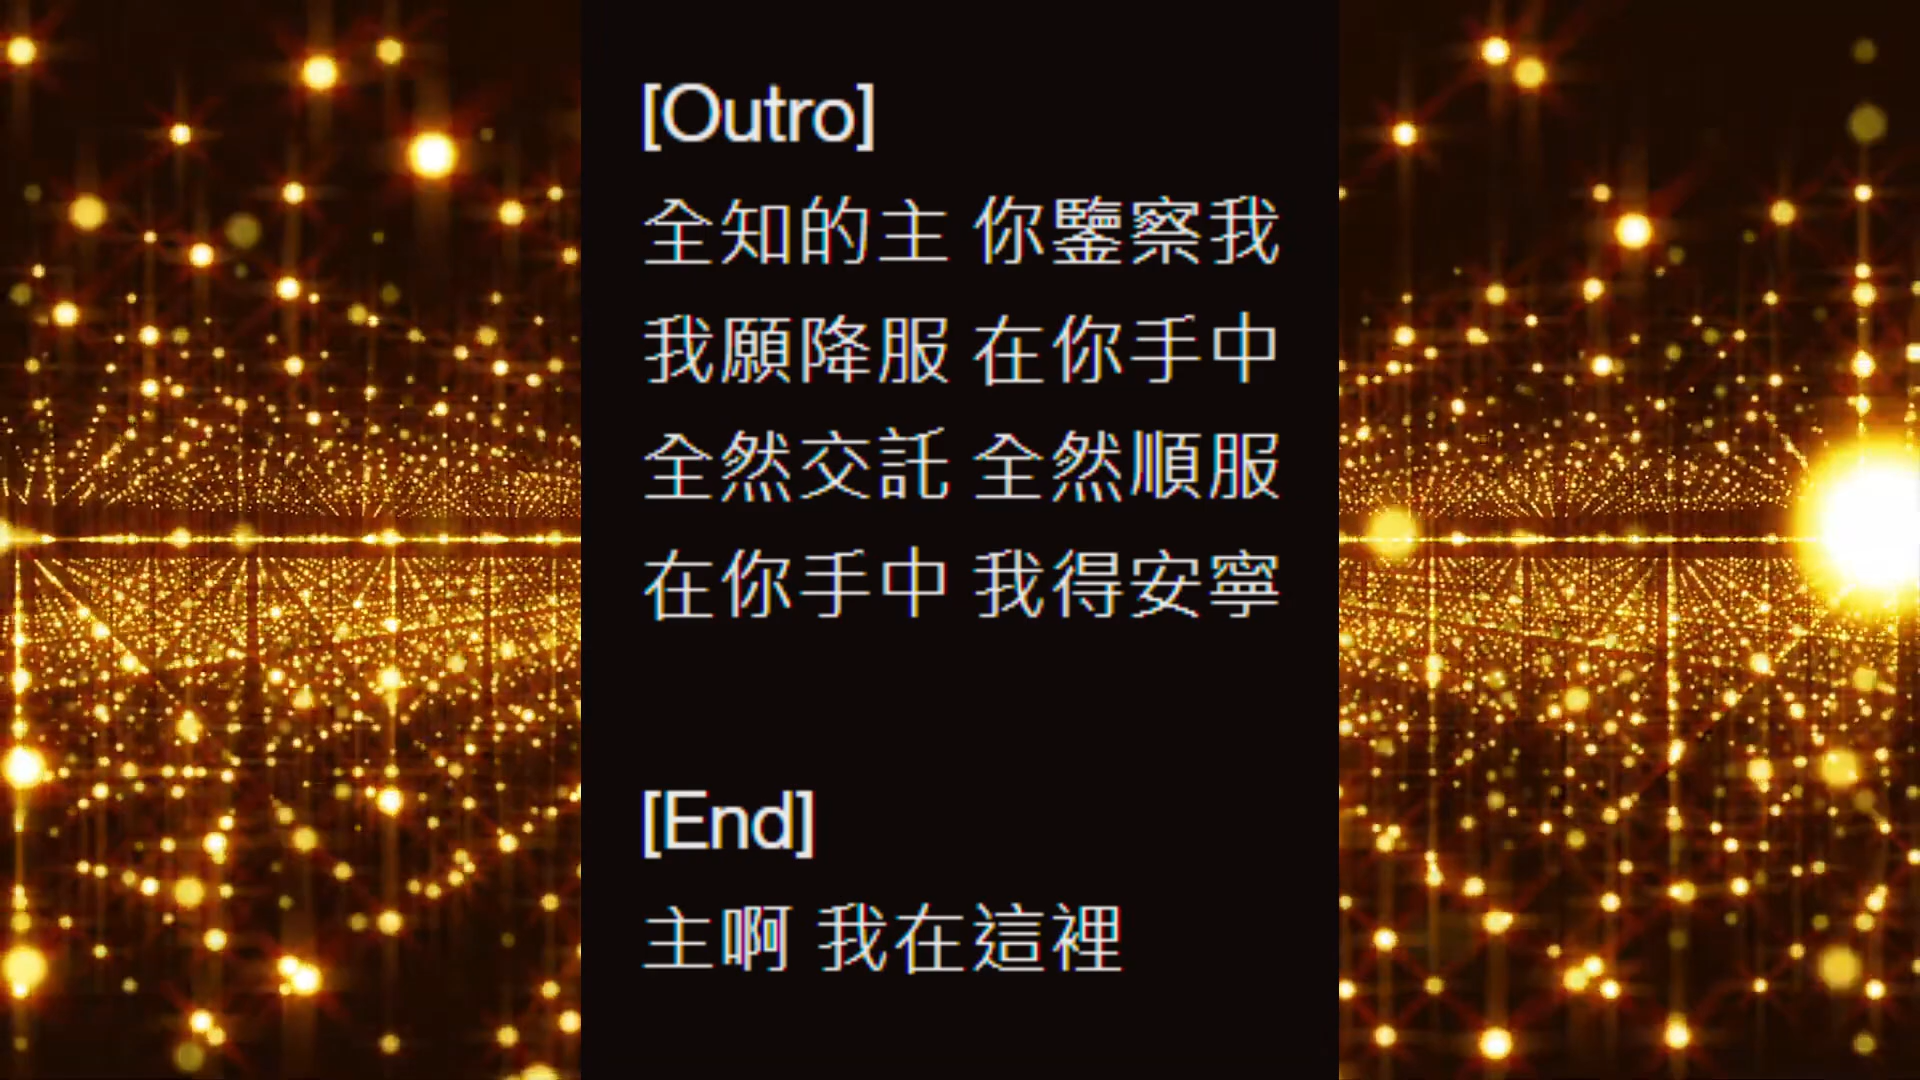 [Outro]
全知的主 你鑒察我
我願降服 在你手中
全然交託 全然順服
在你手中 我得安寧
[End]
主啊 我在這裡